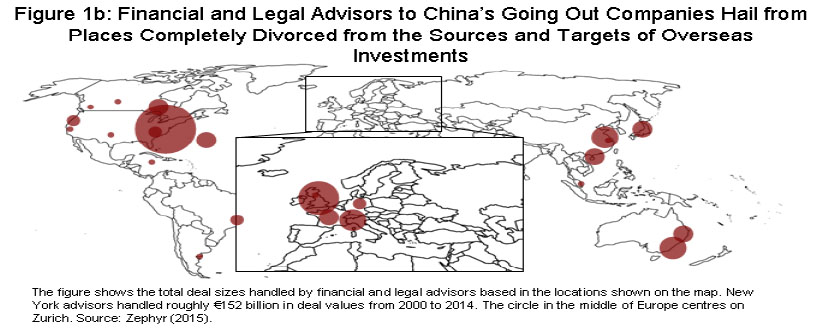 Figure 1b: Financial and Legal Advisors to China's Going Out Companies Hail from
Places Completely Divorced from the Sources and Targets of Overseas
Investments
The figure shows the total deal sizes handled by financial and legal advisors based in the locations shown on the map. New
York advisors handled roughly €152 billion in deal values from 2000 to 2014. The circle in the middle of Europe centres on
Zurich. Source: Zephyr (2015).